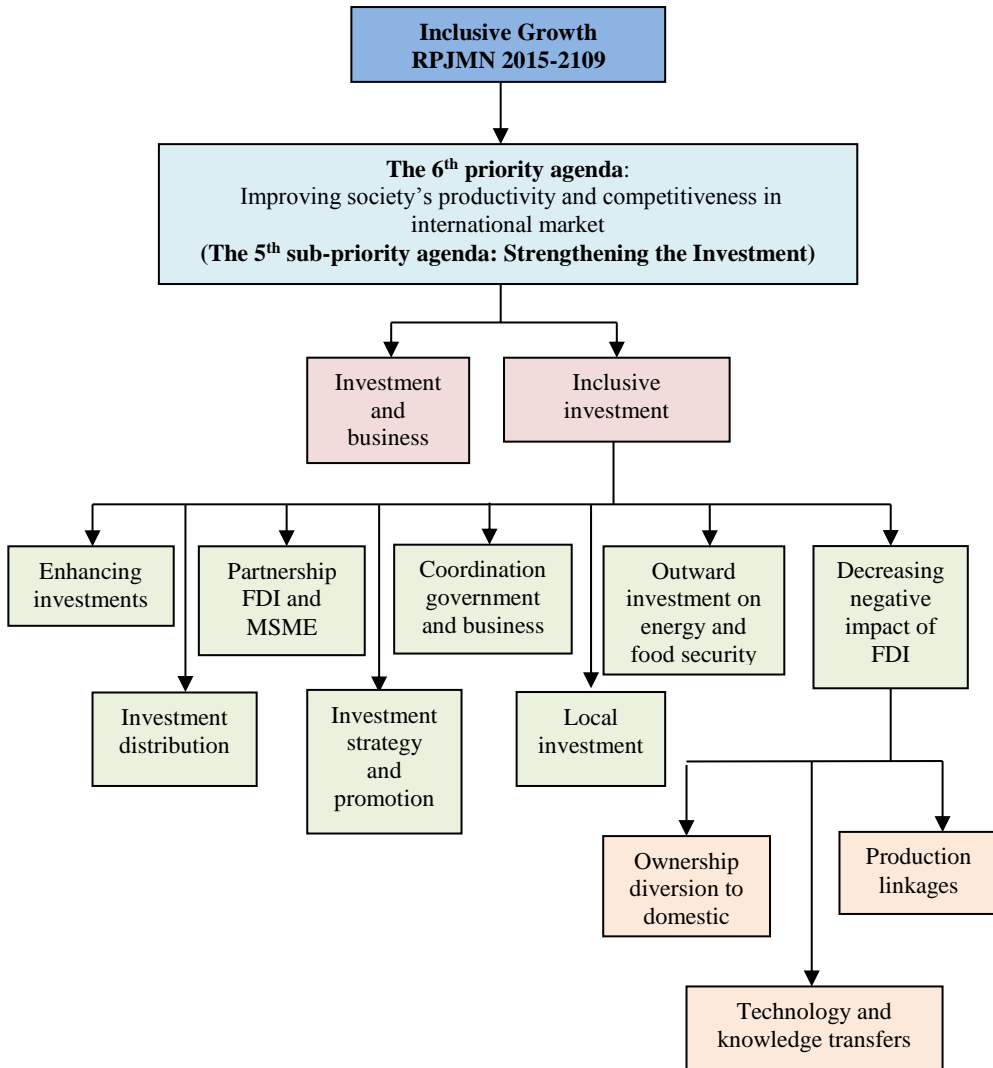 Inclusive Growth
RPJMN 2015-2109
The 6th priority agenda:
Improving society's productivity and competitiveness in
international market
(The 5th sub-priority agenda: Strengthening the Investment)
Investment
and
business
Inclusive
investment
Enhancing
investments
Partnership
FDI and
MSME
Coordination
government
and business
Outward
investment on
energy and
food security
Decreasing
negative
impact of
FDI
Investment
distribution
Investment
strategy
and
promotion
Local
investment
Ownership
diversion to
domestic
Production
linkages
Technology and
knowledge transfers